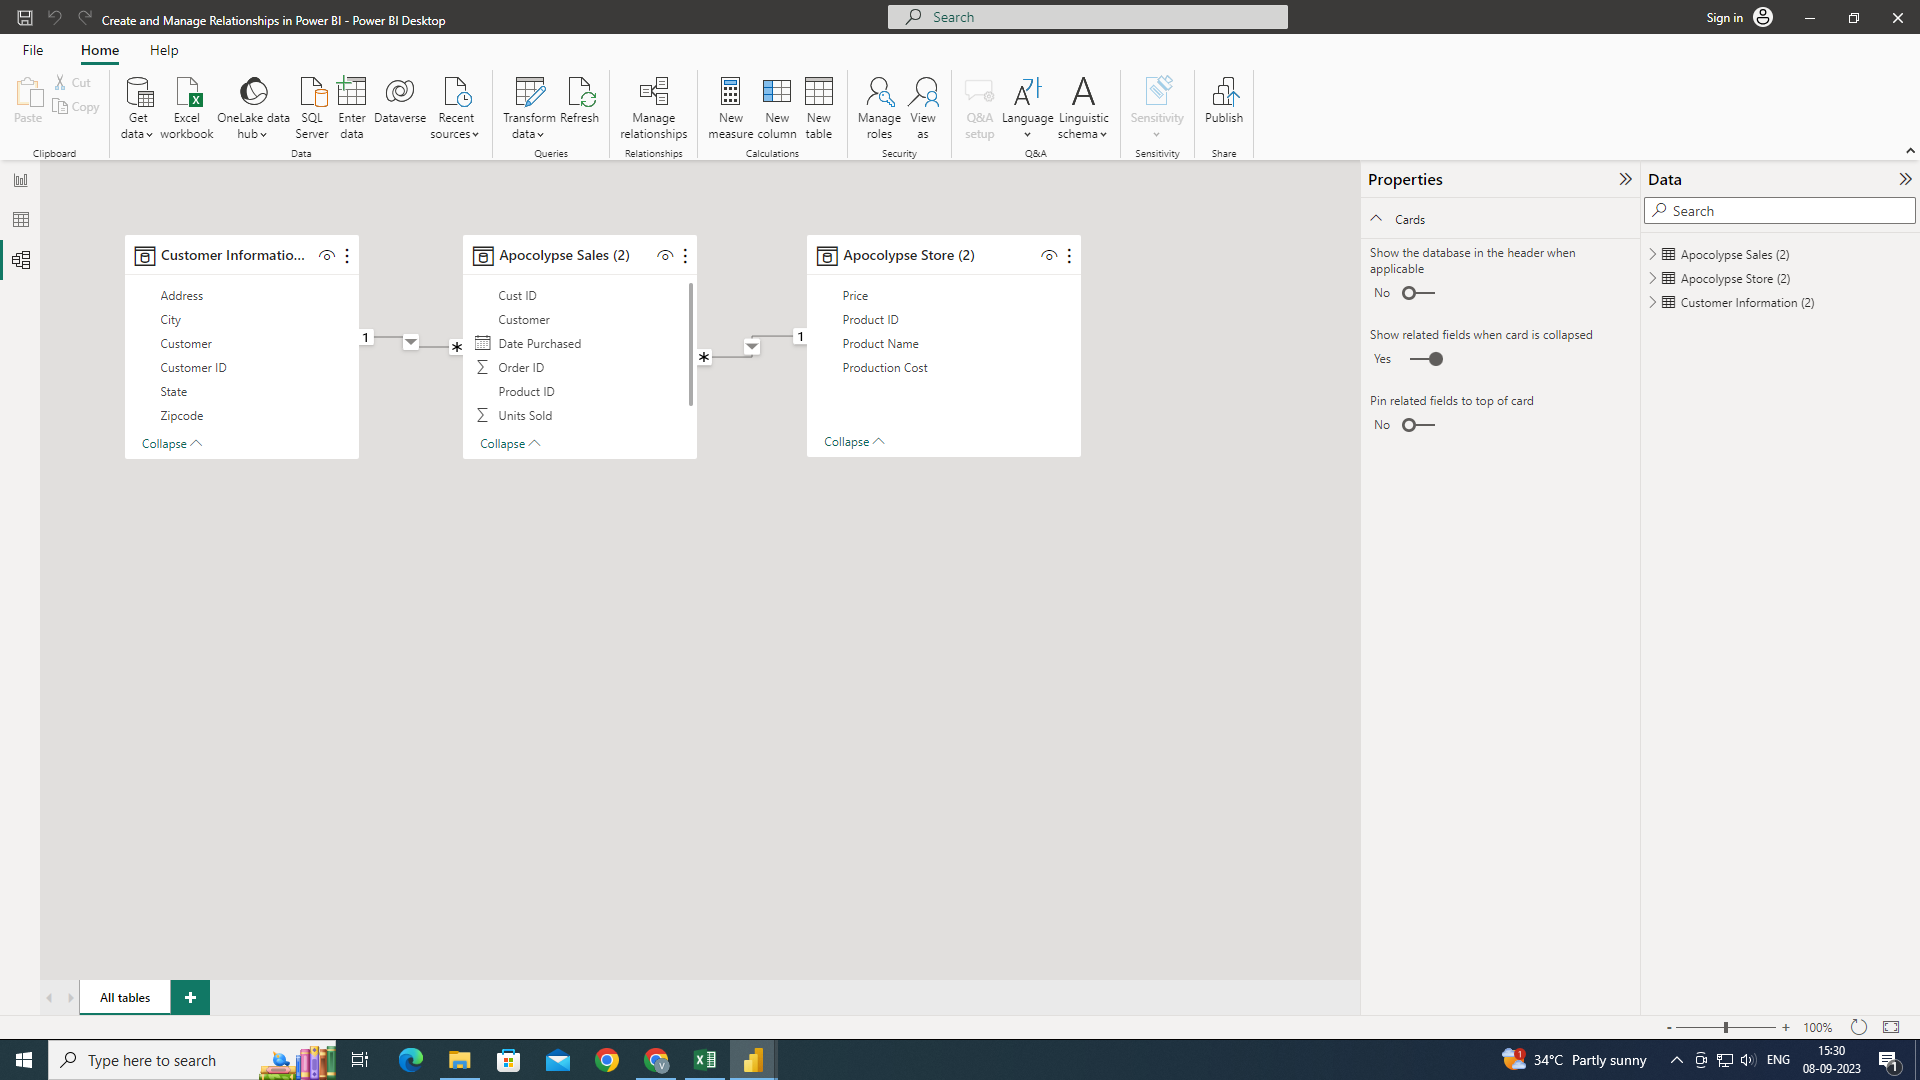 Create and Manage Relationships in Power BI - Power BI Desktop
Search
Sign in
File
Home
Help
Paste
Cut
Copy
Clipboard
Get data
Excel workbook
OneLake data hub
SQL Server
Enter data
Dataverse
Recent sources
Data
Transform data
Refresh
Queries
Manage relationships
Relationships
New measure
New column
New table
Calculations
Manage roles
View as
Security
Q&A setup
Language
Linguistic schema
Q&A
Sensitivity
Sensitivity
Publish
Share
Customer Informatio...
Address
City
Customer
Customer ID
State
Zipcode
Collapse
1
*
Apocolypse Sales (2)
Cust ID
Customer
Date Purchased
Order ID
Product ID
Units Sold
Collapse
*
1
Apocolypse Store (2)
Price
Product ID
Product Name
Production Cost
Collapse
Properties
Cards
Show the database in the header when
applicable
No
Show related fields when card is collapsed
Yes
Pin related fields to top of card
No
Data
Search
Apocolypse Sales (2)
Apocolypse Store (2)
Customer Information (2)
All tables
+
- + 100%
Type here to search
34°C Partly sunny
ENG
15:30
08-09-2023
1